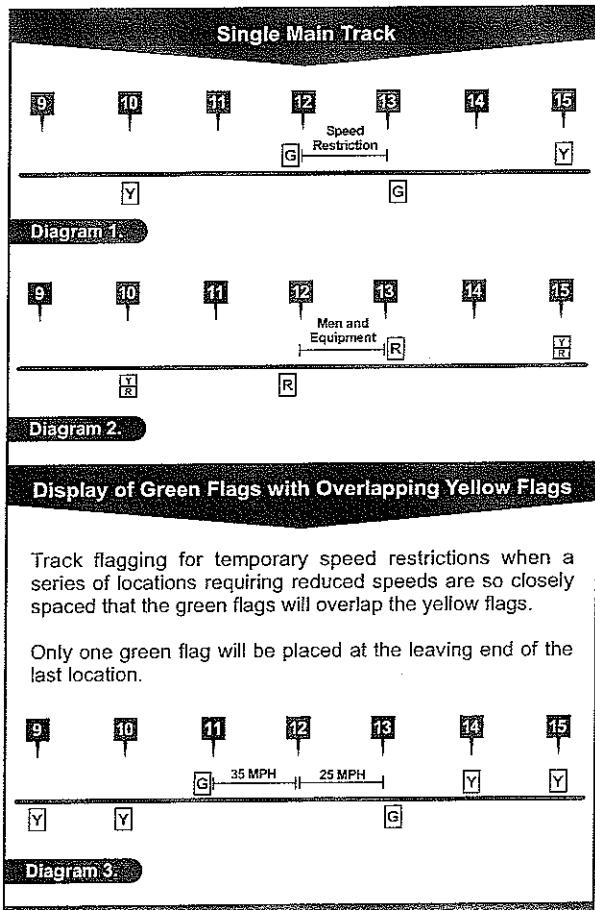 Single Main Track
9 10 11 12 13 14 15
Speed
Restriction
G Y
Y G
Diagram 1.
9 10 11 12 13 14 15
Men and
Equipment
R Y
R
Y
R R
Diagram 2.
Display of Green Flags with Overlapping Yellow Flags
Track flagging for temporary speed restrictions when a
series of locations requiring reduced speeds are so closely
spaced that the green flags will overlap the yellow flags.
Only one green flag will be placed at the leaving end of the
last location.
9 10 11 12 13 14 15
G 35 MPH 25 MPH Y Y
Y Y G
Diagram 3.